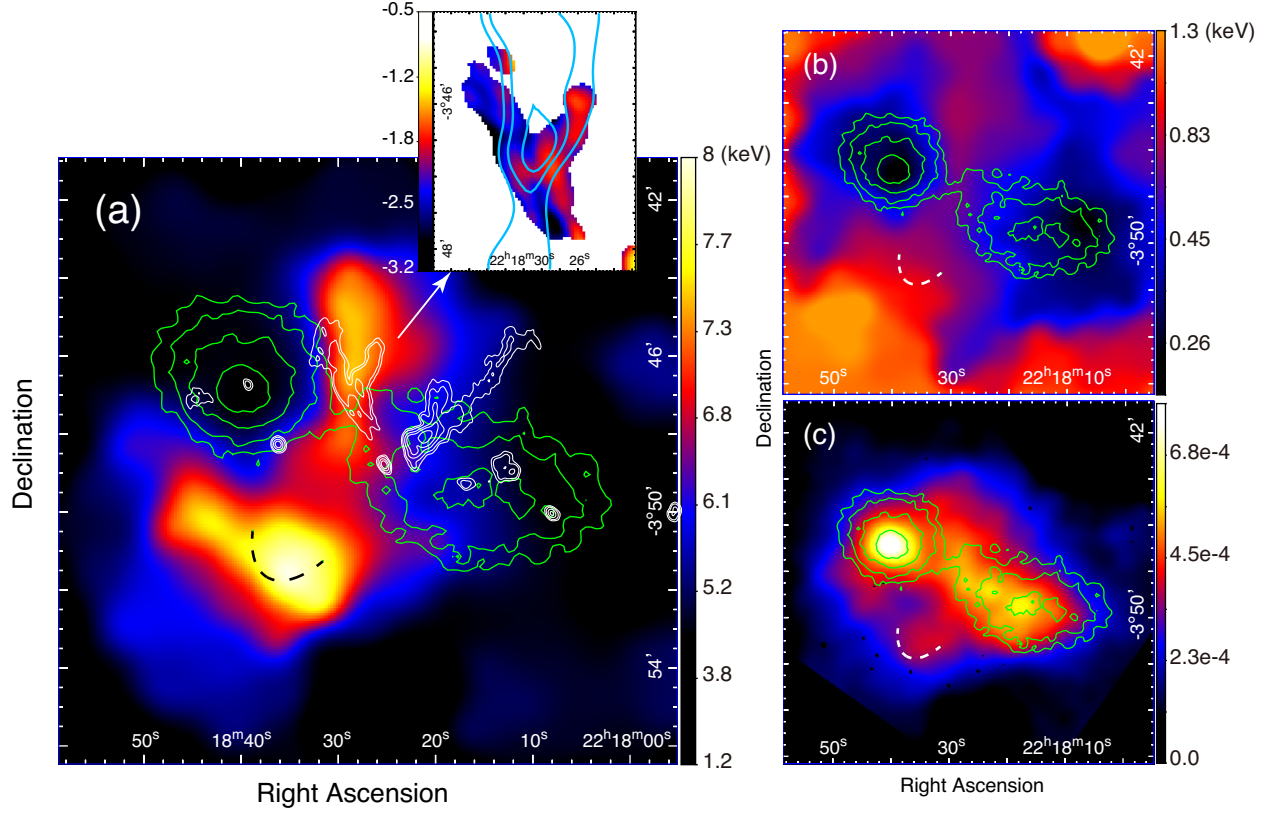 -0.5
-1.2
-1.8
-2.5
-3.2
-3°46'
48'
22ʰ18ᵐ30ˢ 26ˢ
(a)
8 (keV)
7.7
7.3
6.8
6.1
5.2
3.8
1.2
42'
46'
-3°50'
54'
50ˢ 18ᵐ40ˢ 30ˢ 20ˢ 10ˢ 22ʰ18ᵐ00ˢ
Declination
Right Ascension
(b)
1.3 (keV)
0.83
0.45
0.26
42'
-3°50'
50ˢ 30ˢ 22ʰ18ᵐ10ˢ
Declination
(c)
6.8e-4
4.5e-4
2.3e-4
0.0
42'
-3°50'
50ˢ 30ˢ 22ʰ18ᵐ10ˢ
Right Ascension